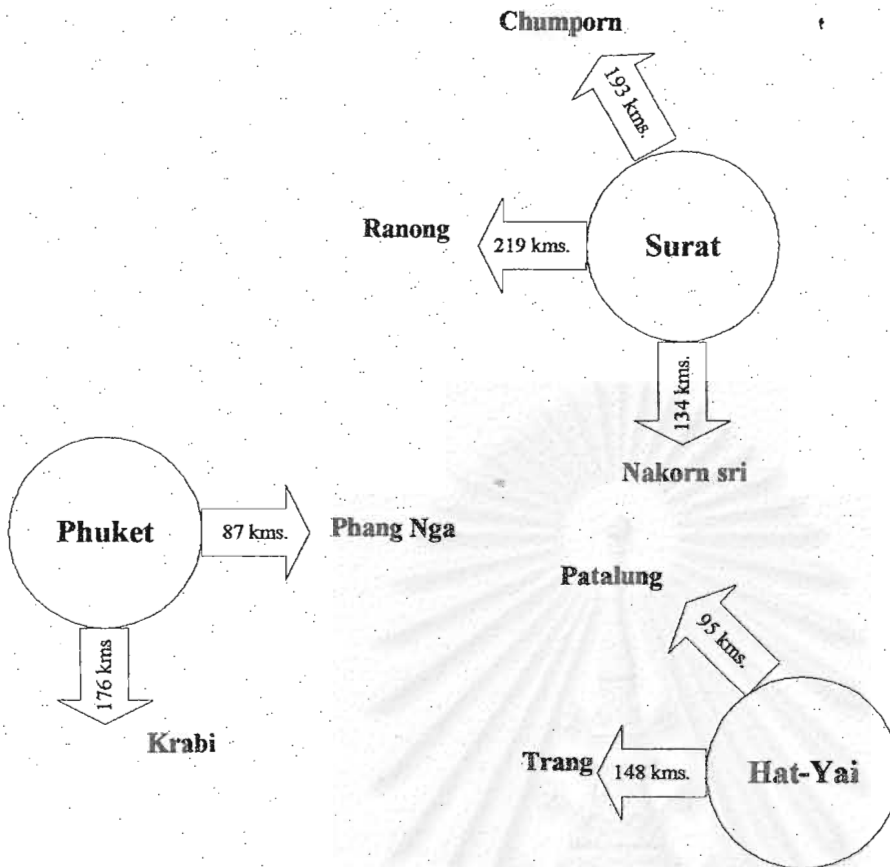 Chumporn
193 kms.
Ranong
219 kms.
Surat
134 kms.
Nakorn sri
Phuket
87 kms.
Phang Nga
Patalung
95 kms.
176 kms
Krabi
Trang
148 kms.
Hat-Yai